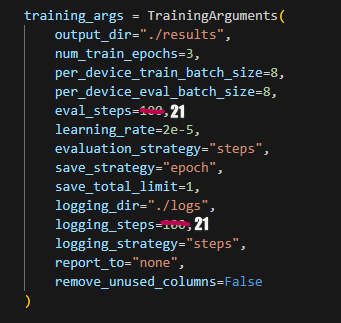 training_args = TrainingArguments(
output_dir="./results",
num_train_epochs=3,
per_device_train_batch_size=8,
per_device_eval_batch_size=8,
eval_steps=100,21
learning_rate=2e-5,
evaluation_strategy="steps",
save_strategy="epoch",
save_total_limit=1,
logging_dir="./logs",
logging_steps=100,21
logging_strategy="steps",
report_to="none",
remove_unused_columns=False
)